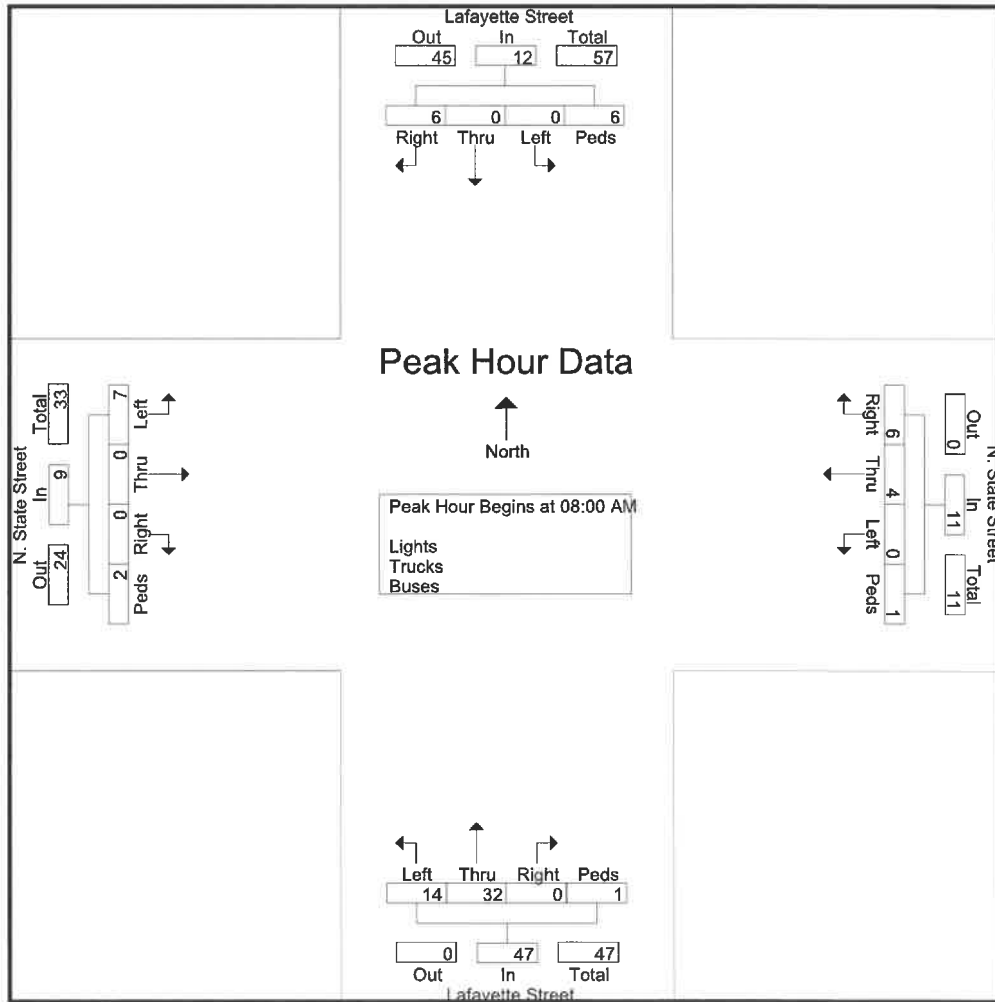 Lafayette Street
Out In Total
45 12 57
6 0 0 6
Right Thru Left Peds
Peak Hour Data
North
Peak Hour Begins at 08:00 AM
Lights
Trucks
Buses
N. State Street
Out In Total
24 9 33
2 0 0 7
Peds Right Thru Left
Right Thru Left Peds
6 4 0 1
Out In Total
0 11 11
N. State Street
Left Thru Right Peds
14 32 0 1
0 47 47
Out In Total
Lafayette Street